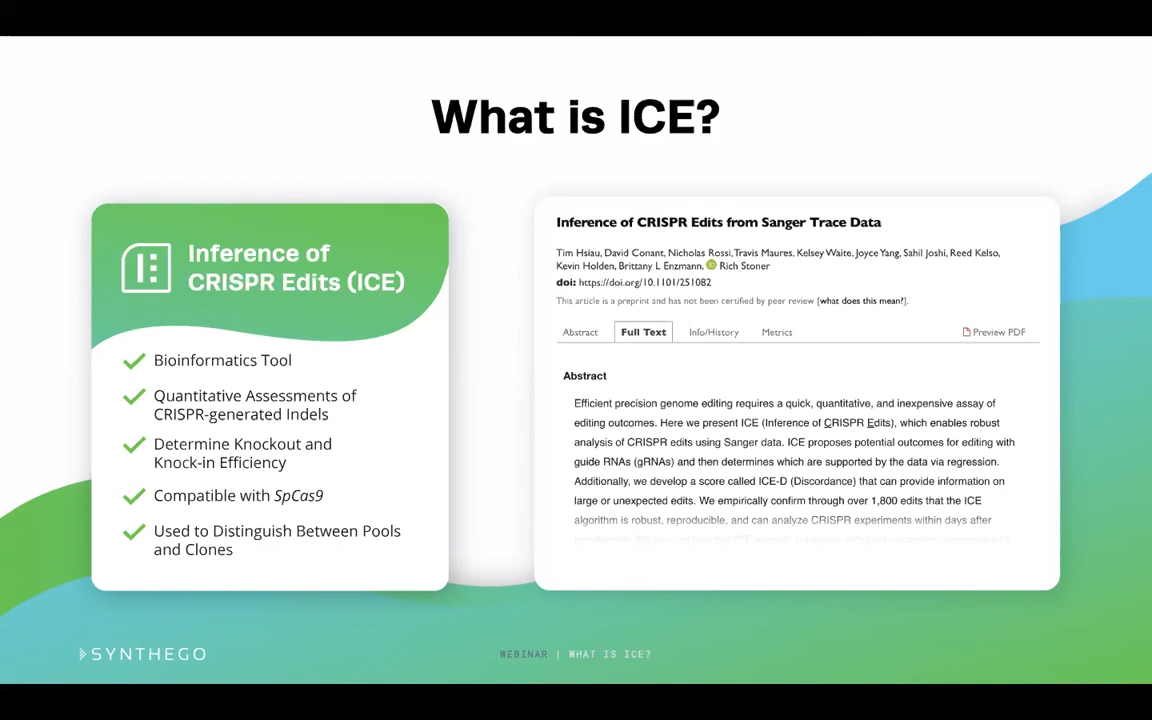 What is ICE?
Inference of
CRISPR Edits (ICE)
Bioinformatics Tool
Quantitative Assessments of
CRISPR-generated Indels
Determine Knockout and
Knock-in Efficiency
Compatible with SpCas9
Used to Distinguish Between Pools
and Clones
Inference of CRISPR Edits from Sanger Trace Data
Tim Hsiau, David Conant, Nicholas Rossi, Travis Maures, Kelsey Waite, Joyce Yang, Sahil Joshi, Reed Kelso,
Kevin Holden, Brittany L Enzmann, iD Rich Stoner
doi: https://doi.org/10.1101/251082
This article is a preprint and has not been certified by peer review [what does this mean?].
Abstract Full Text Info/History Metrics Preview PDF
Abstract
Efficient precision genome editing requires a quick, quantitative, and inexpensive assay of
editing outcomes. Here we present ICE (Inference of CRISPR Edits), which enables robust
analysis of CRISPR edits using Sanger data. ICE proposes potential outcomes for editing with
guide RNAs (gRNAs) and then determines which are supported by the data via regression.
Additionally, we develop a score called ICE-D (Discordance) that can provide information on
large or unexpected edits. We empirically confirm through over 1,800 edits that the ICE
algorithm is robust, reproducible, and can analyze CRISPR experiments within days after
SYNTHEGO
WEBINAR | WHAT IS ICE?